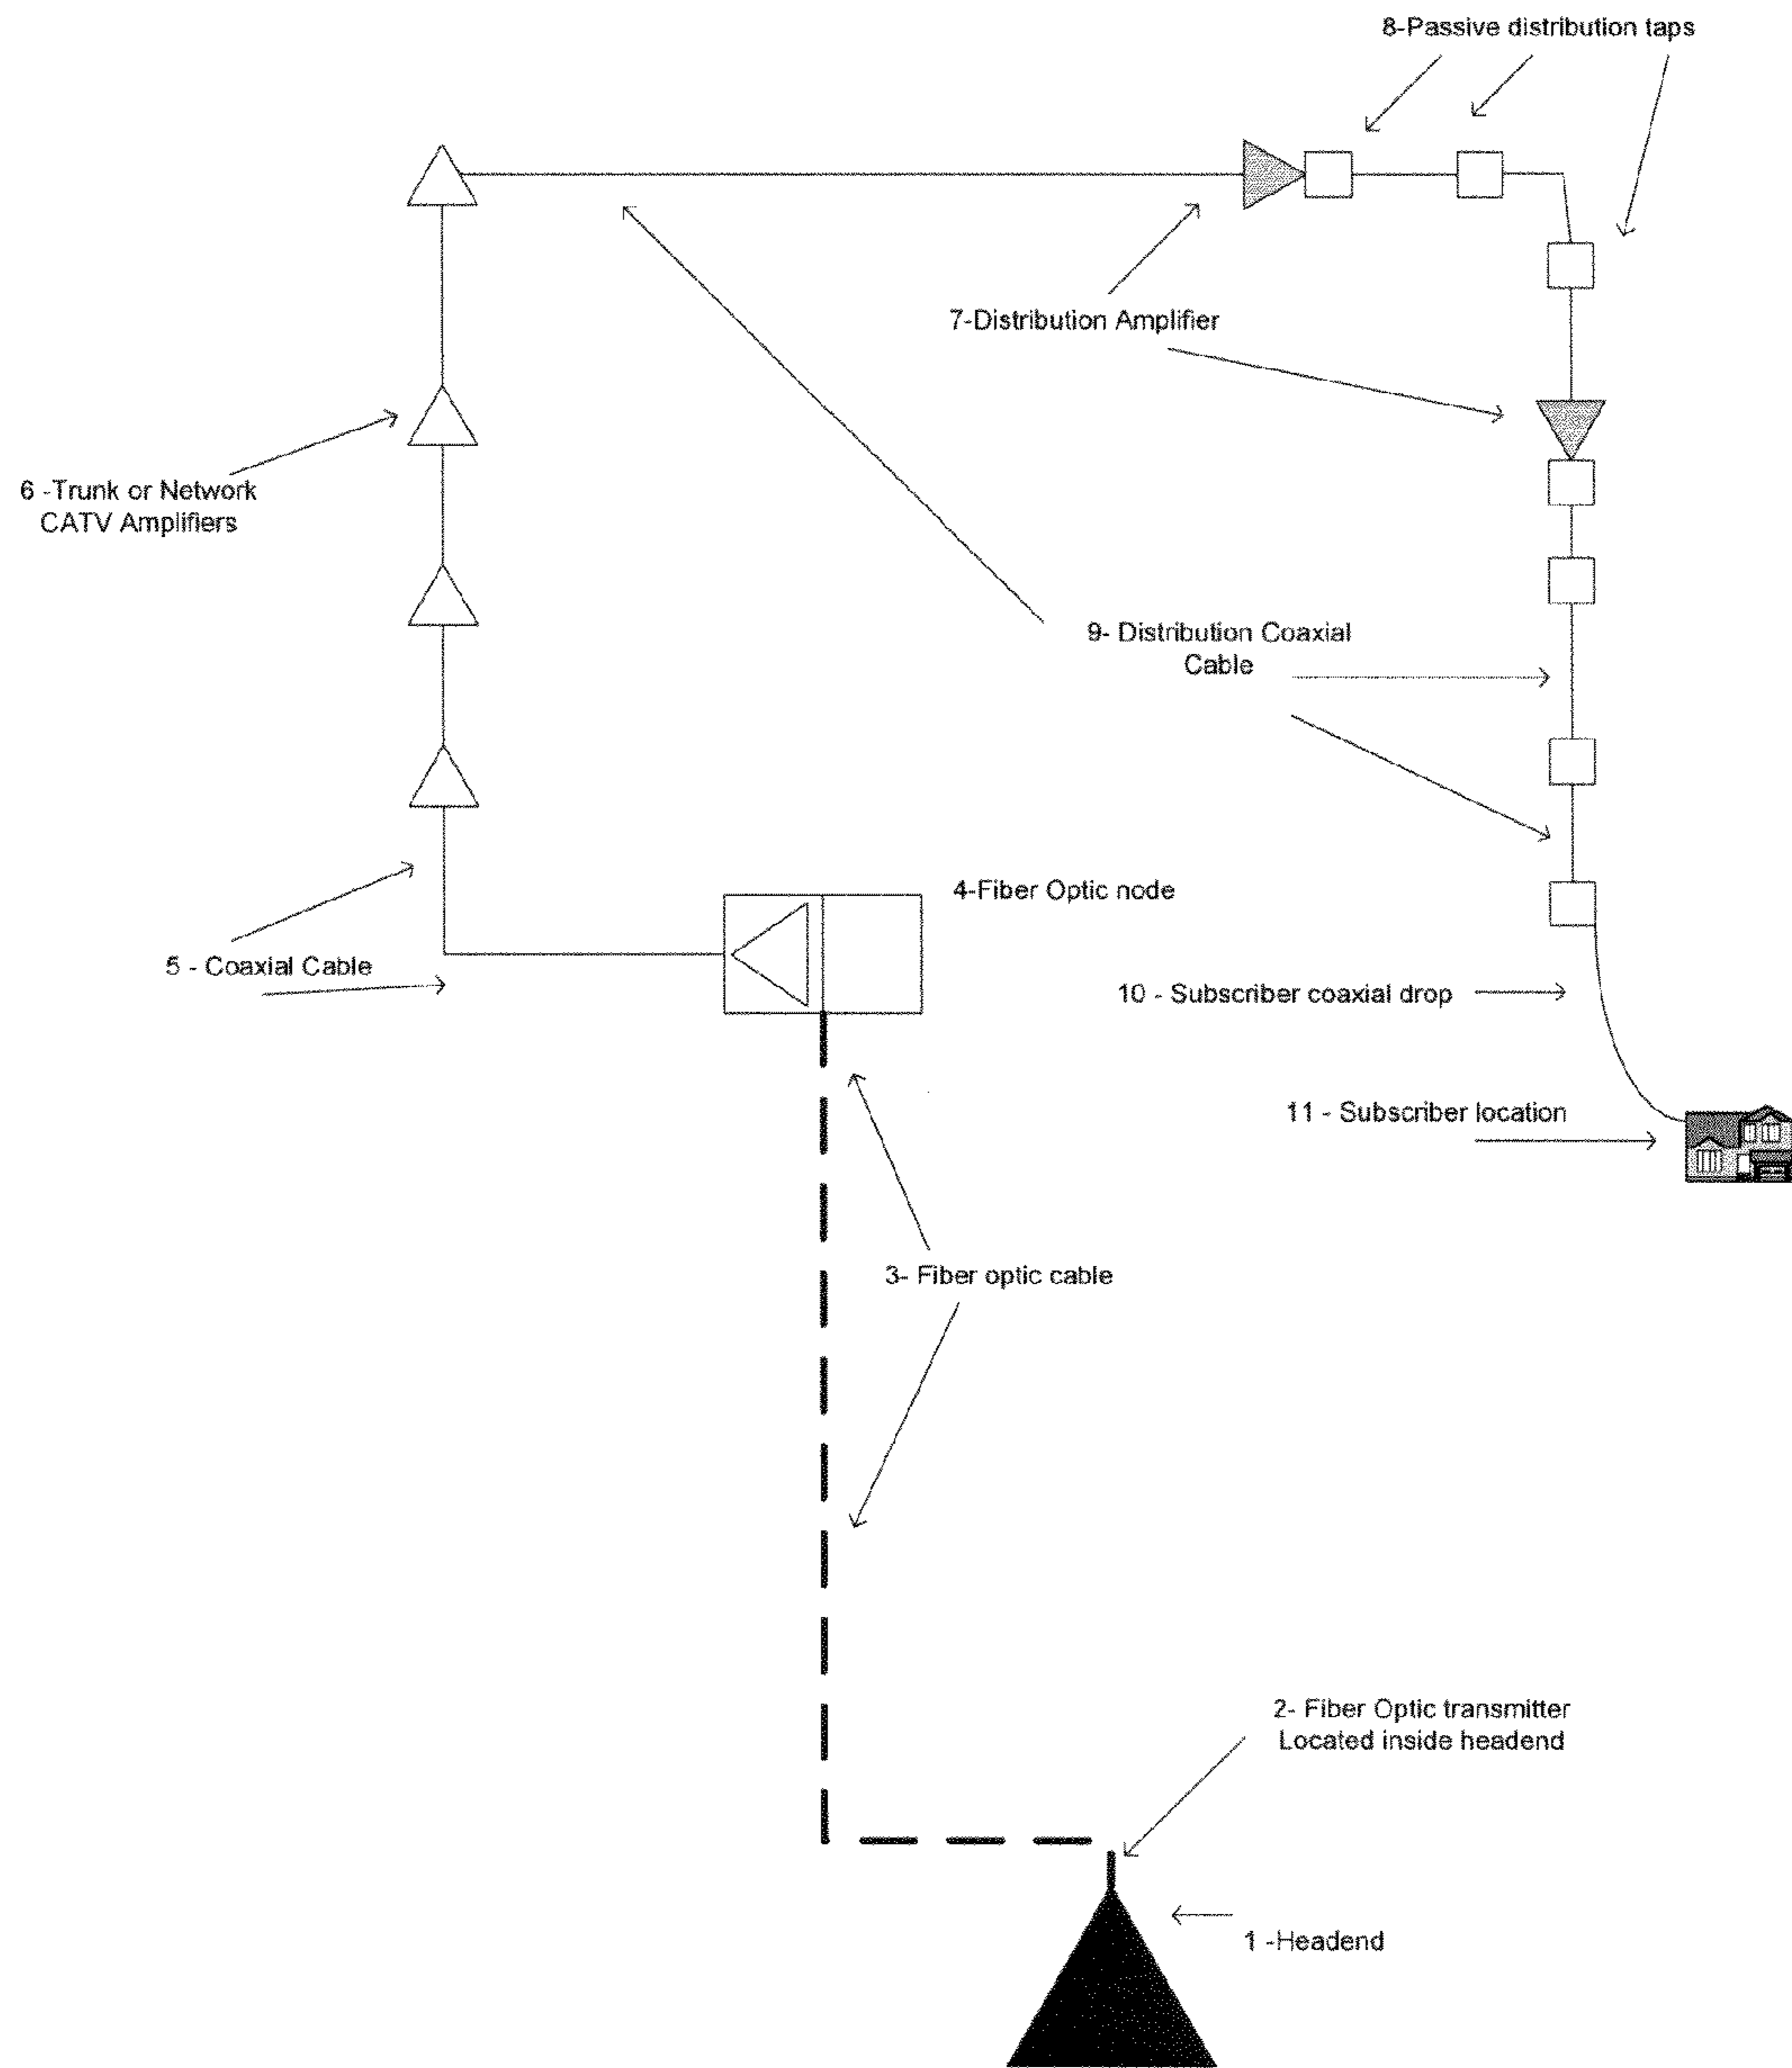 8-Passive distribution taps
7-Distribution Amplifier
6 -Trunk or Network
CATV Amplifiers
9- Distribution Coaxial
Cable
4-Fiber Optic node
5 - Coaxial Cable
10 - Subscriber coaxial drop
11 - Subscriber location
3- Fiber optic cable
2- Fiber Optic transmitter
Located inside headend
1 -Headend